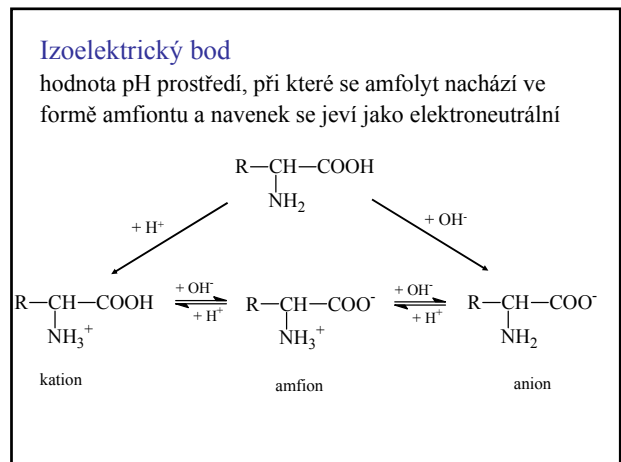 Izoelektrický bod
hodnota pH prostředí, při které se amfolyt nachází ve
formě amfiontu a navenek se jeví jako elektroneutrální
R—CH—COOH
NH₂
+ H⁺
+ OH⁻
R—CH—COOH + OH⁻ R—CH—COO⁻ + OH⁻ R—CH—COO⁻
+ H⁺ + H⁺
NH₃⁺ NH₃⁺ NH₂
kation amfion anion